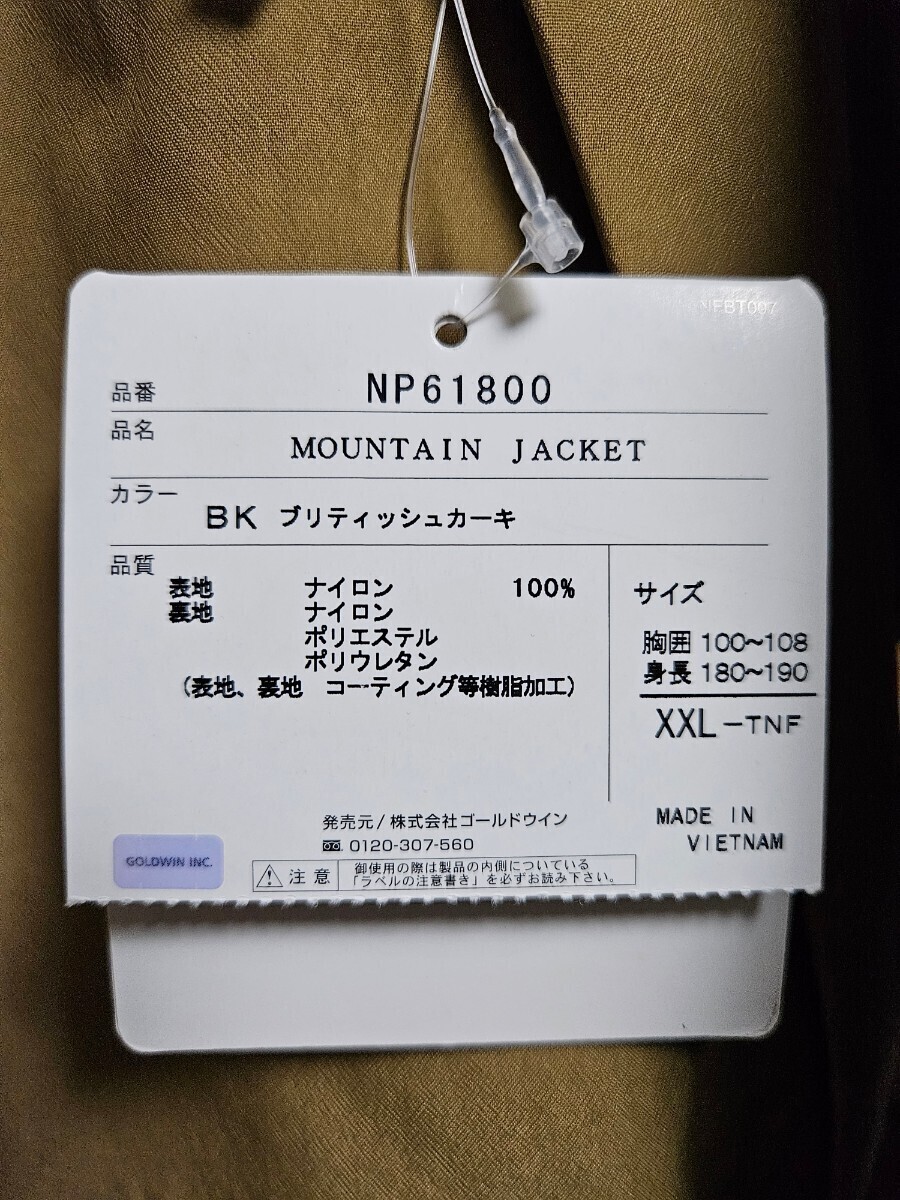 NFBT007
品番 NP61800
品名 MOUNTAIN JACKET
カラー BK ブリティッシュカーキ
品質
表地 ナイロン 100%
裏地 ナイロン
ポリエステル
ポリウレタン
(表地、裏地 コーティング等樹脂加工)
サイズ
胸囲 100~108
身長 180~190
XXL-TNF
MADE IN
VIETNAM
発売元/株式会社ゴールドウイン
0120-307-560
GOLDWIN INC.
注意 御使用の際は製品の内側についている
「ラベルの注意書き」を必ずお読み下さい。